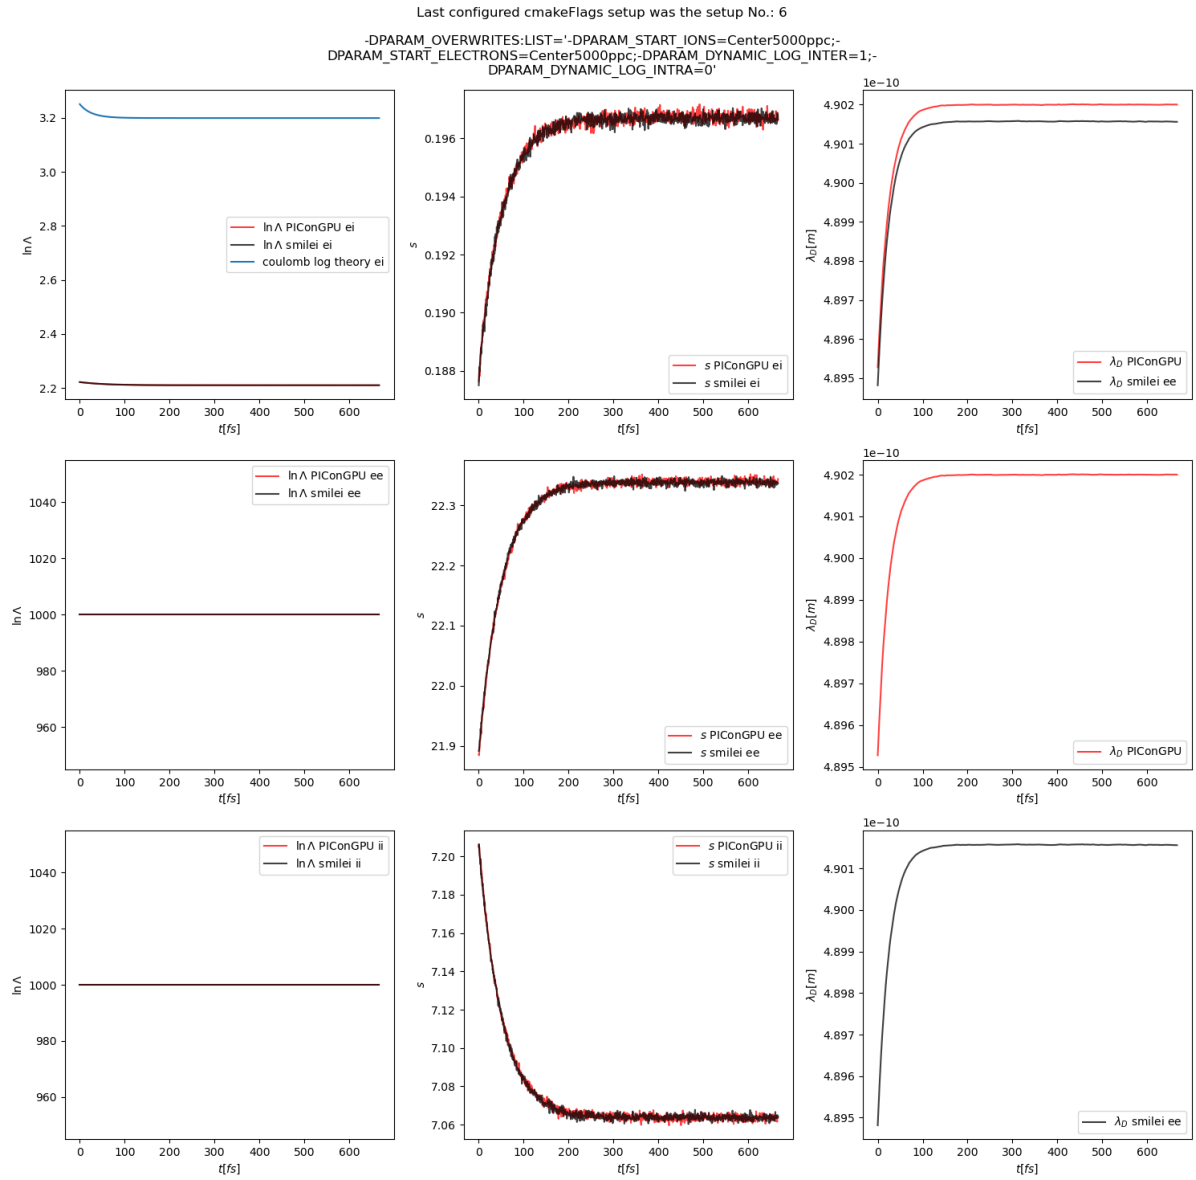 Last configured cmakeFlags setup was the setup No.: 6
-DPARAM_OVERWRITES:LIST='-DPARAM_START_IONS=Center5000ppc;-
DPARAM_START_ELECTRONS=Center5000ppc;-DPARAM_DYNAMIC_LOG_INTER=1;-
DPARAM_DYNAMIC_LOG_INTRA=0'
3.2
3.0
2.8
2.6
2.4
2.2
ln Λ
ln Λ PIConGPU ei
ln Λ smilei ei
coulomb log theory ei
0 100 200 300 400 500 600
t[fs]
0.196
0.194
0.192
0.190
0.188
s
s PIConGPU ei
s smilei ei
0 100 200 300 400 500 600
t[fs]
1e−10
4.902
4.901
4.900
4.899
4.898
4.897
4.896
4.895
λ_D[m]
λ_D PIConGPU
λ_D smilei ee
0 100 200 300 400 500 600
t[fs]
1040
1020
1000
980
960
ln Λ
ln Λ PIConGPU ee
ln Λ smilei ee
0 100 200 300 400 500 600
t[fs]
22.3
22.2
22.1
22.0
21.9
s
s PIConGPU ee
s smilei ee
0 100 200 300 400 500 600
t[fs]
1e−10
4.902
4.901
4.900
4.899
4.898
4.897
4.896
4.895
λ_D[m]
λ_D PIConGPU
0 100 200 300 400 500 600
t[fs]
1040
1020
1000
980
960
ln Λ
ln Λ PIConGPU ii
ln Λ smilei ii
0 100 200 300 400 500 600
t[fs]
7.20
7.18
7.16
7.14
7.12
7.10
7.08
7.06
s
s PIConGPU ii
s smilei ii
0 100 200 300 400 500 600
t[fs]
1e−10
4.901
4.900
4.899
4.898
4.897
4.896
4.895
λ_D[m]
λ_D smilei ee
0 100 200 300 400 500 600
t[fs]